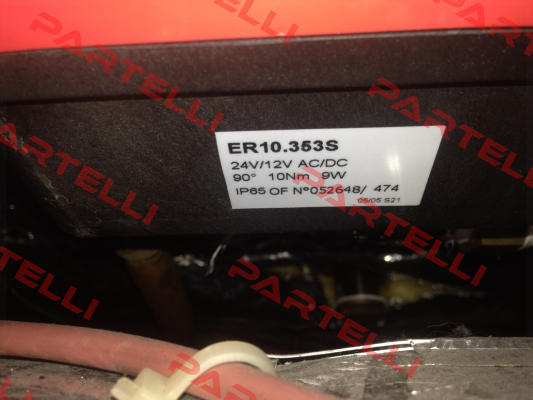 ER10.353S
24V/12V AC/DC
90° 10Nm 9W
IP65 OF N°052648/ 474
05/05 S21
PARTELLI
PARTELLI
PARTELLI
PARTELLI
PARTELLI
PARTELLI